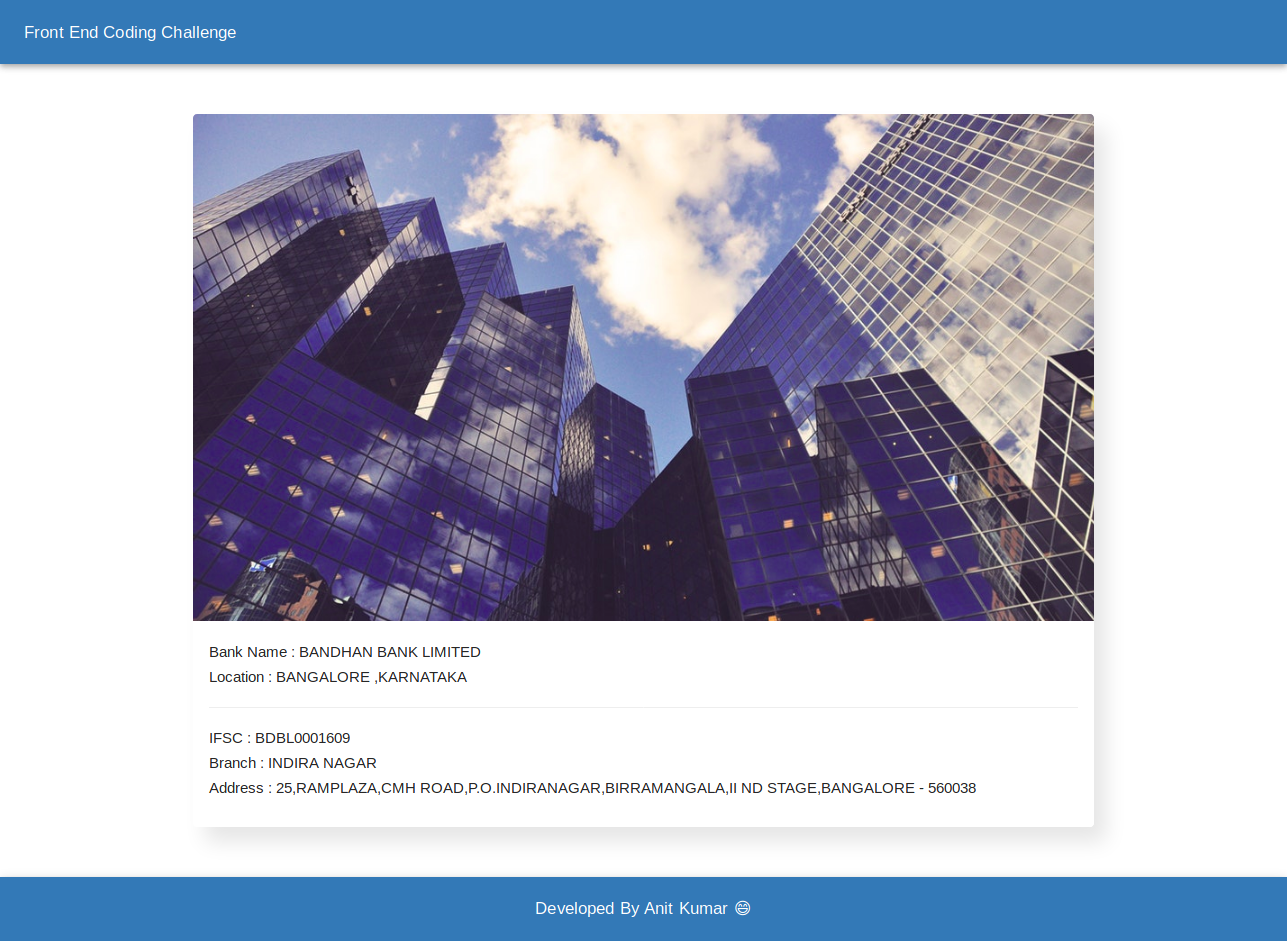 Front End Coding Challenge
Bank Name : BANDHAN BANK LIMITED
Location : BANGALORE ,KARNATAKA
IFSC : BDBL0001609
Branch : INDIRA NAGAR
Address : 25,RAMPLAZA,CMH ROAD,P.O.INDIRANAGAR,BIRRAMANGALA,II ND STAGE,BANGALORE - 560038
Developed By Anit Kumar 😄